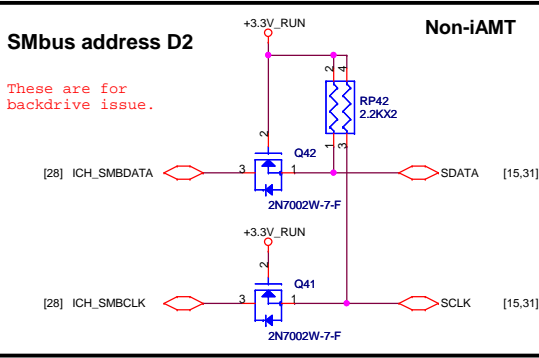 +3.3V_RUN
Non-iAMT
SMbus address D2
These are for
backdrive issue.
2 4
RP42
2.2KX2
1 3
2
Q42
[28] ICH_SMBDATA 3 1 SDATA [15,31]
2N7002W-7-F
+3.3V_RUN
2
Q41
[28] ICH_SMBCLK 3 1 SCLK [15,31]
2N7002W-7-F